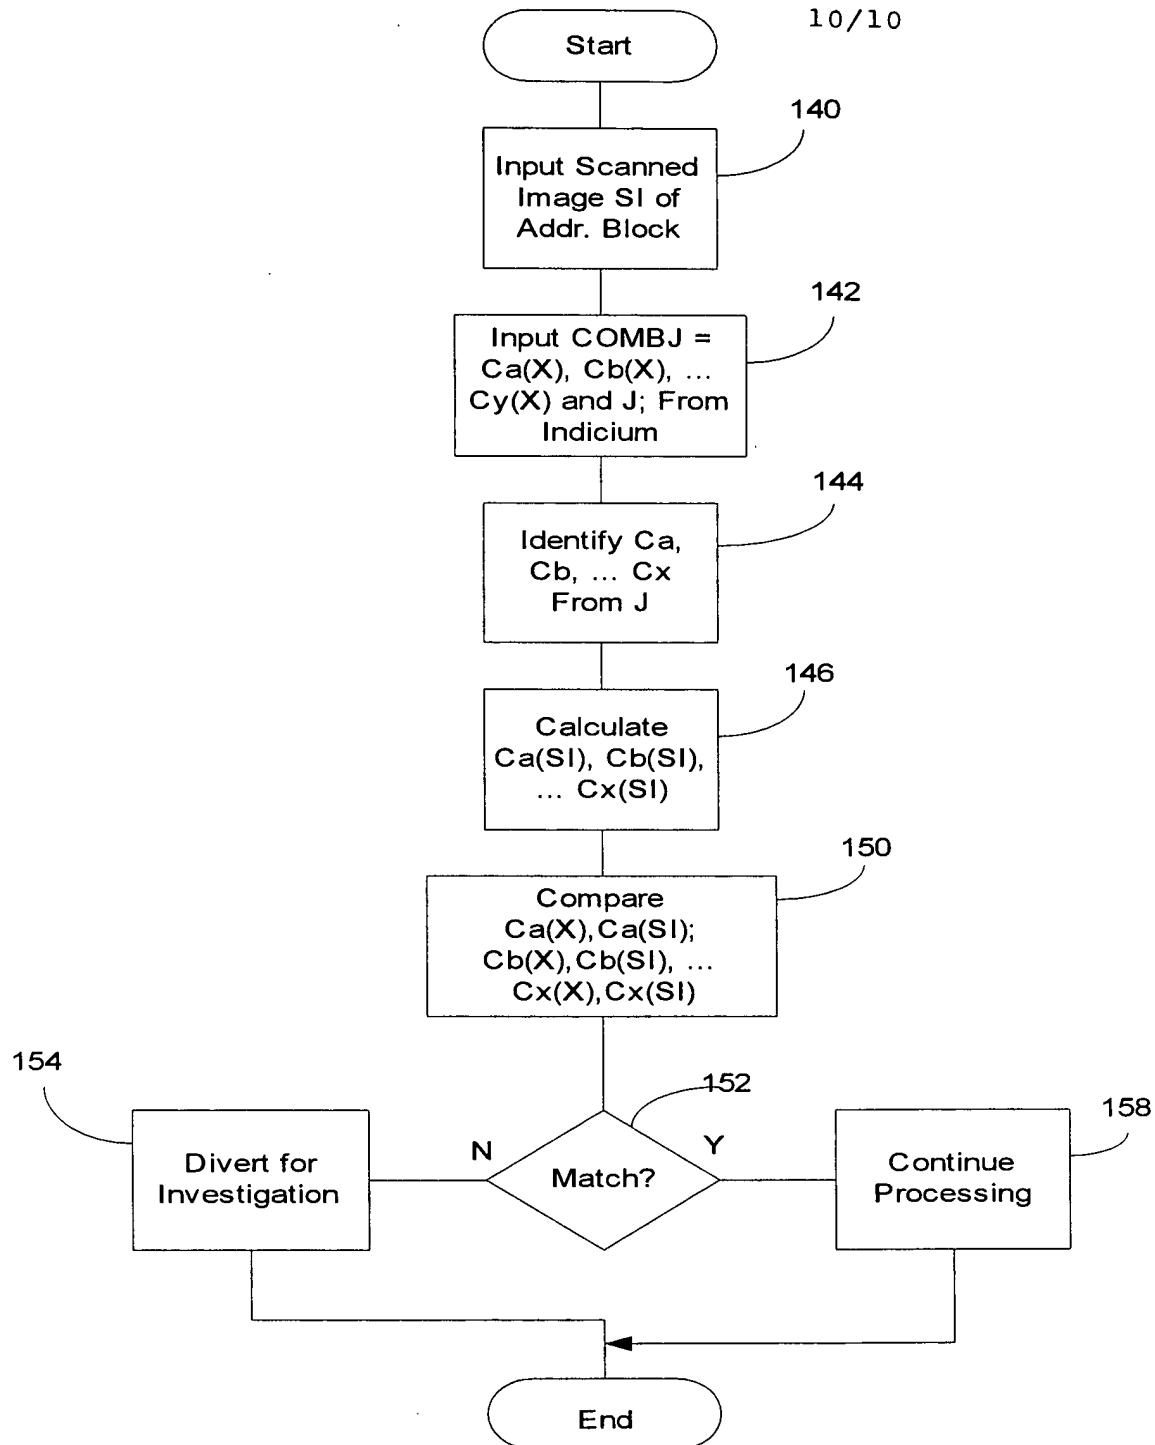 10/10
Start
140
Input Scanned
Image SI of
Addr. Block
142
Input COMBJ =
Ca(X), Cb(X), ...
Cy(X) and J; From
Indicium
144
Identify Ca,
Cb, ... Cx
From J
146
Calculate
Ca(SI), Cb(SI),
... Cx(SI)
150
Compare
Ca(X),Ca(SI);
Cb(X),Cb(SI), ...
Cx(X),Cx(SI)
152
154
158
N
Y
Divert for
Investigation
Match?
Continue
Processing
End